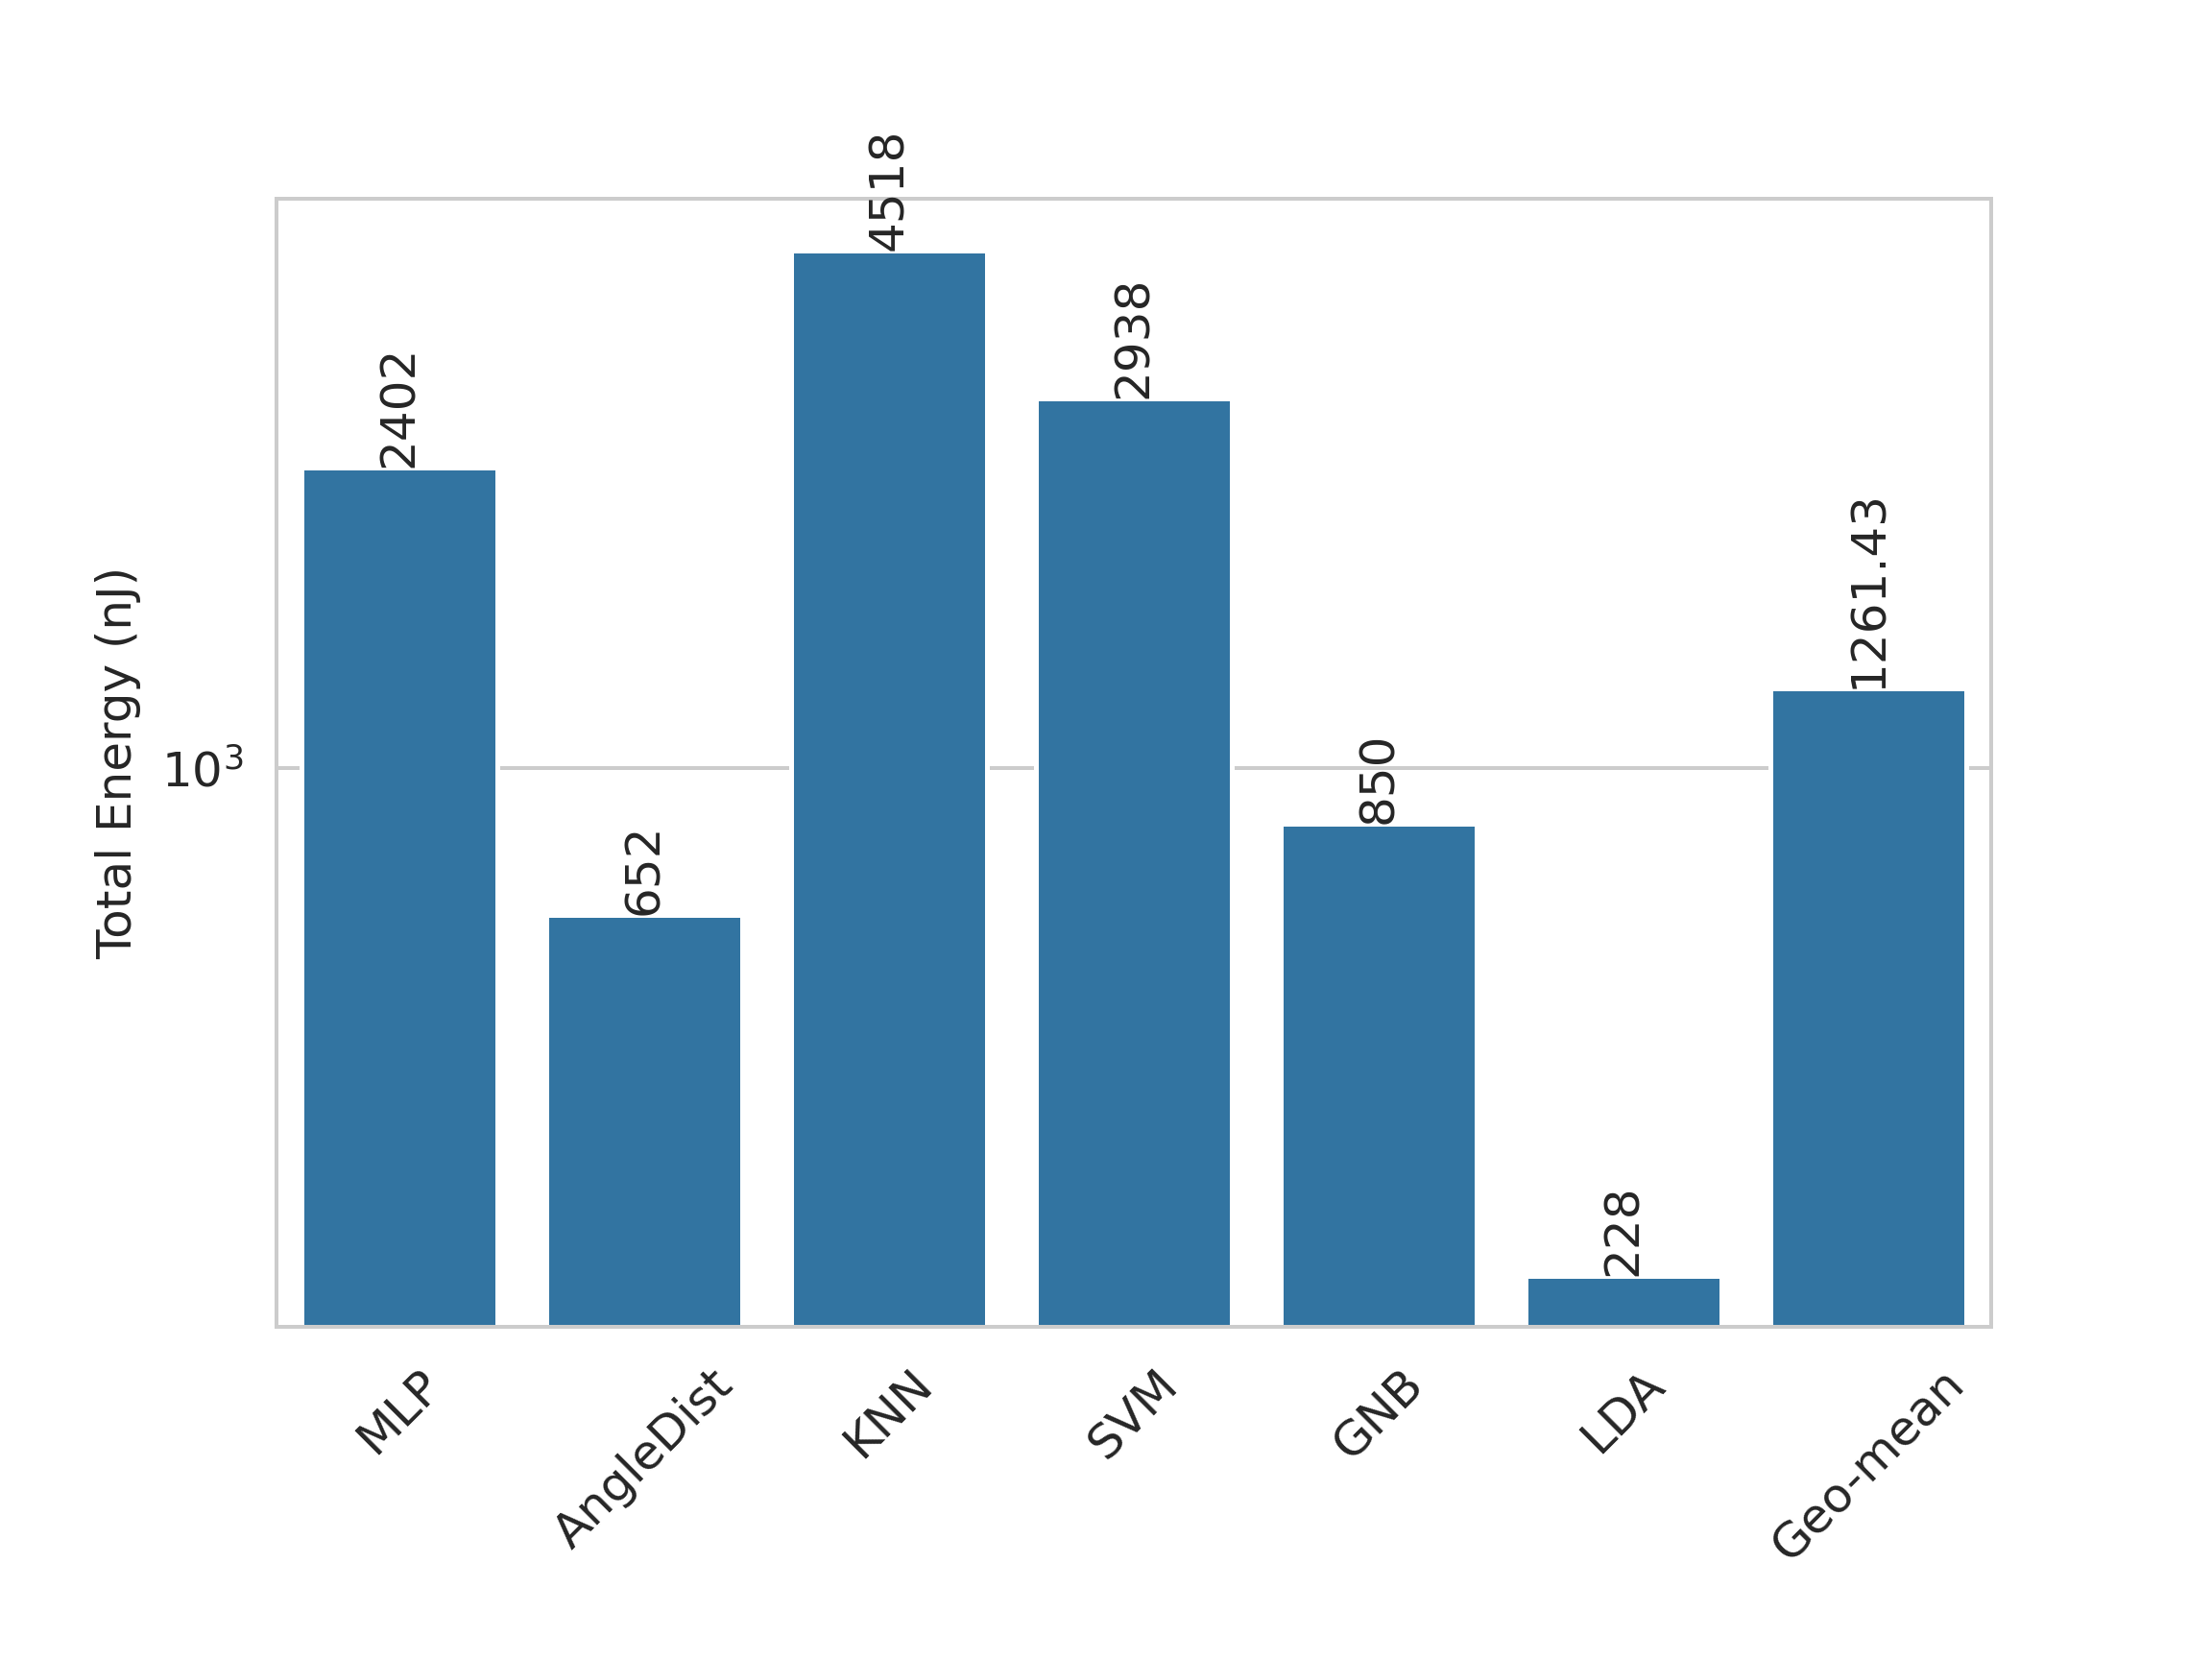 4518
2938
2402
1261.43
850
652
228
Total Energy (nJ)
10³
MLP
AngleDist
KNN
SVM
GNB
LDA
Geo-mean